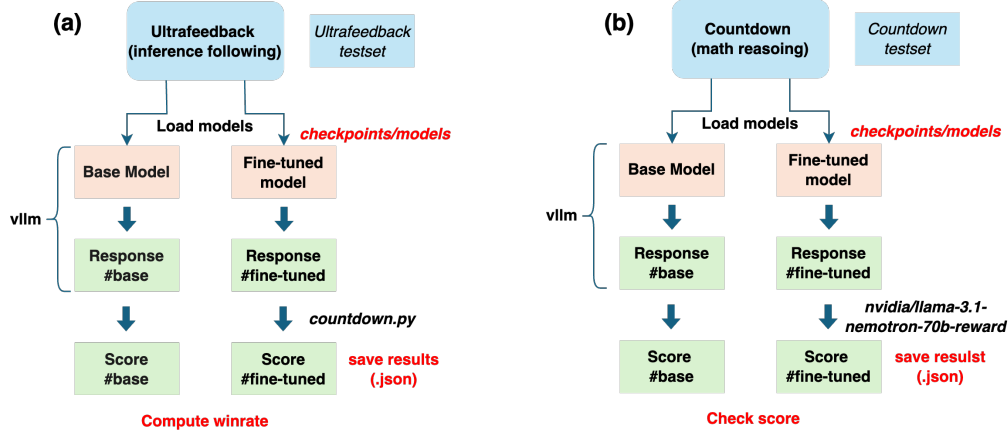 (a)
Ultrafeedback
(inference following)
Ultrafeedback
testset
Load models
checkpoints/models
Base Model
Fine-tuned
model
vllm
Response
#base
Response
#fine-tuned
countdown.py
Score
#base
Score
#fine-tuned
save results
(.json)
Compute winrate
(b)
Countdown
(math reasoing)
Countdown
testset
Load models
checkpoints/models
Base Model
Fine-tuned
model
vllm
Response
#base
Response
#fine-tuned
nvidia/llama-3.1-
nemotron-70b-reward
Score
#base
Score
#fine-tuned
save resulst
(.json)
Check score